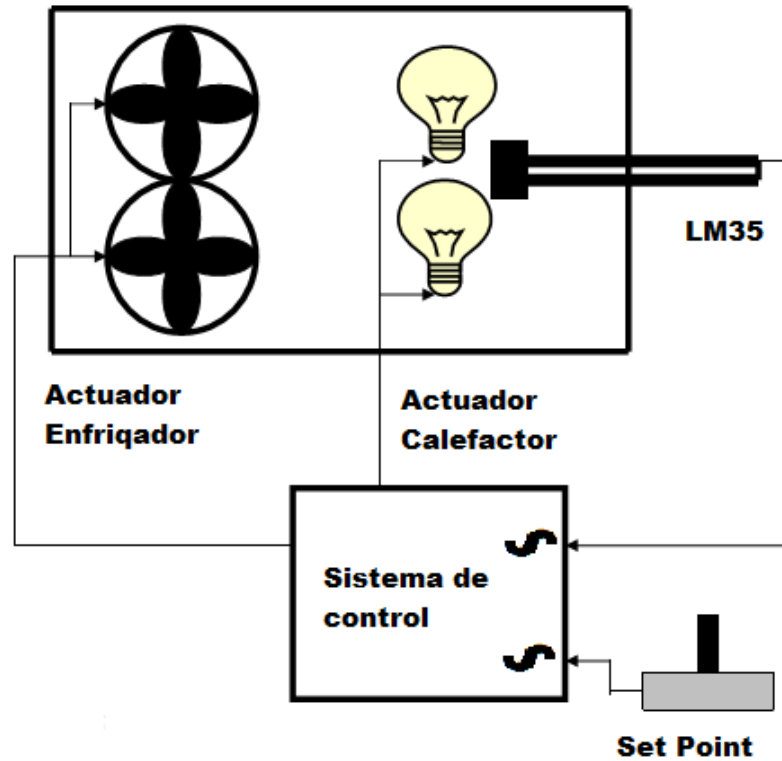 LM35
Actuador
Enfriqador
Actuador
Calefactor
Sistema de
control
Set Point